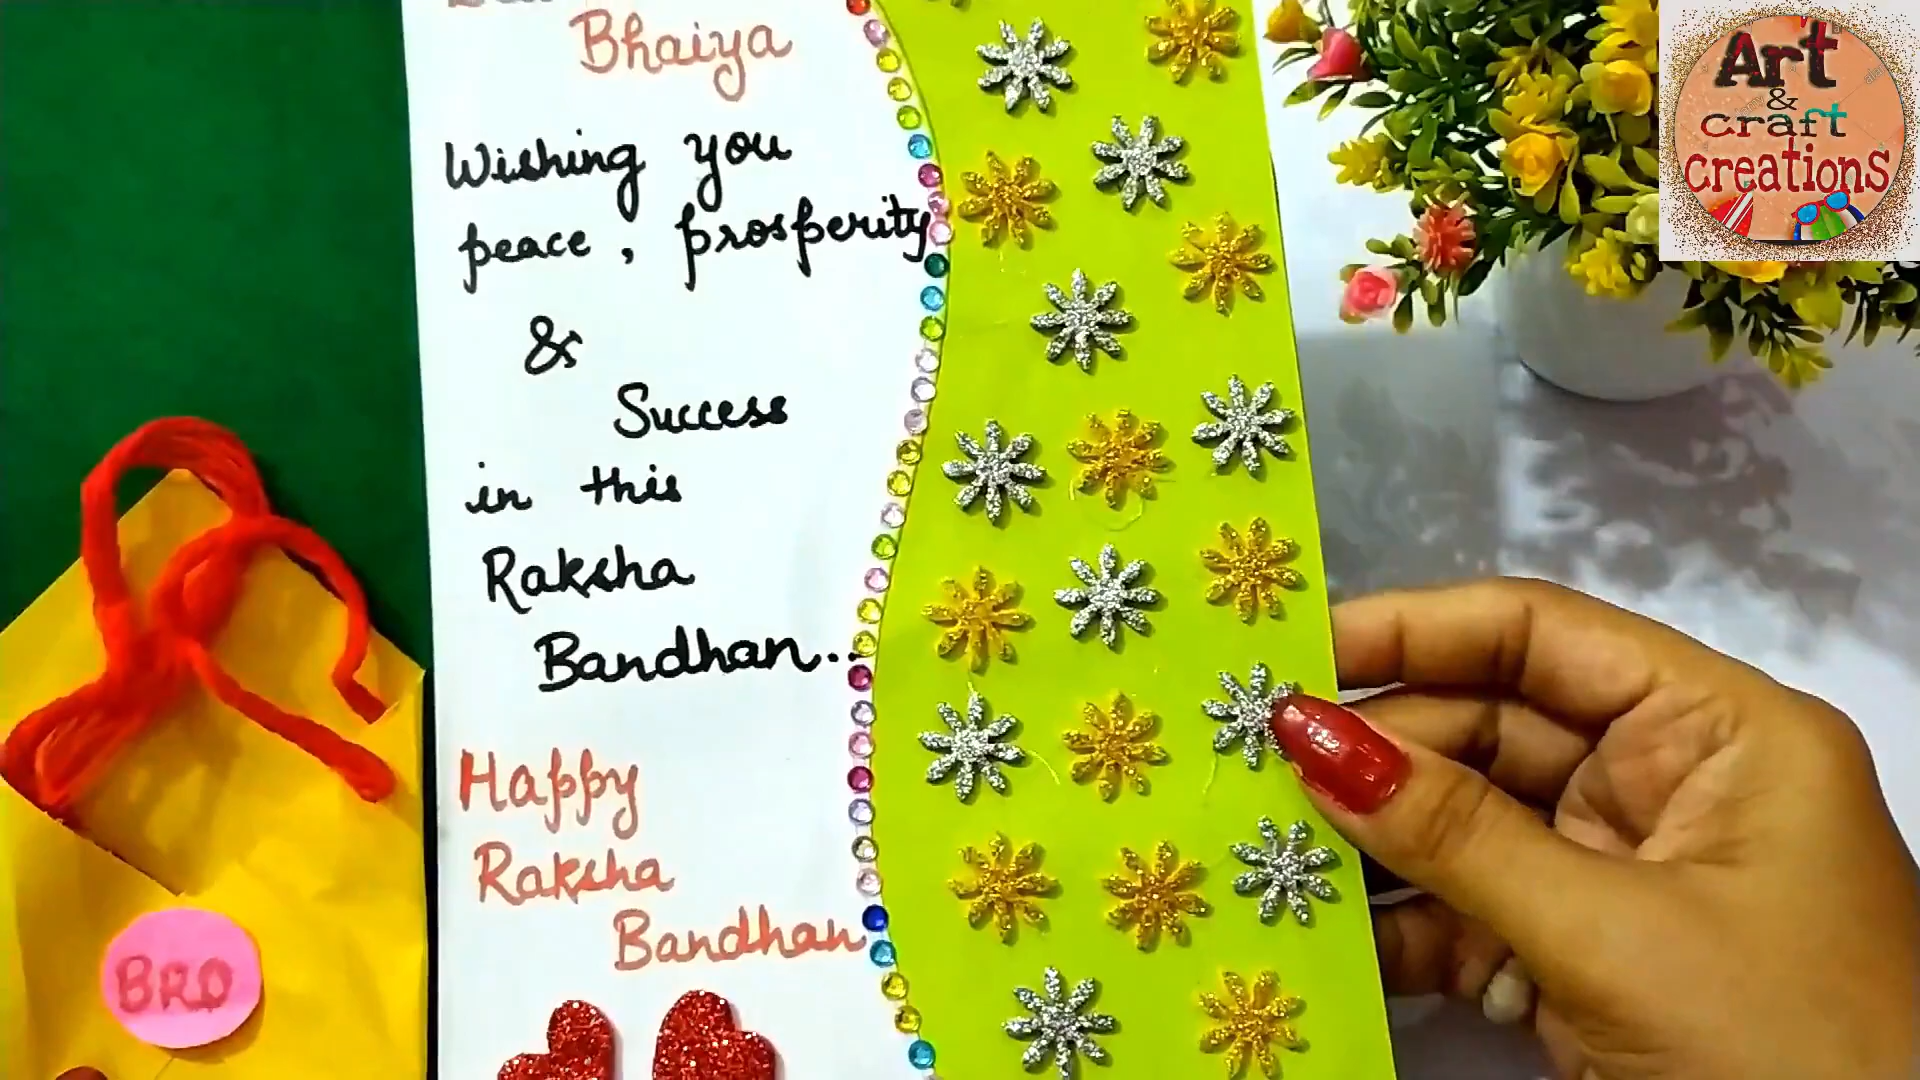 Bhaiya
Wishing you
peace, prosperity
&
Success
in this
Raksha
Bandhan..
Happy
Raksha
Bandhan
BRO
Art
&
craft
creations